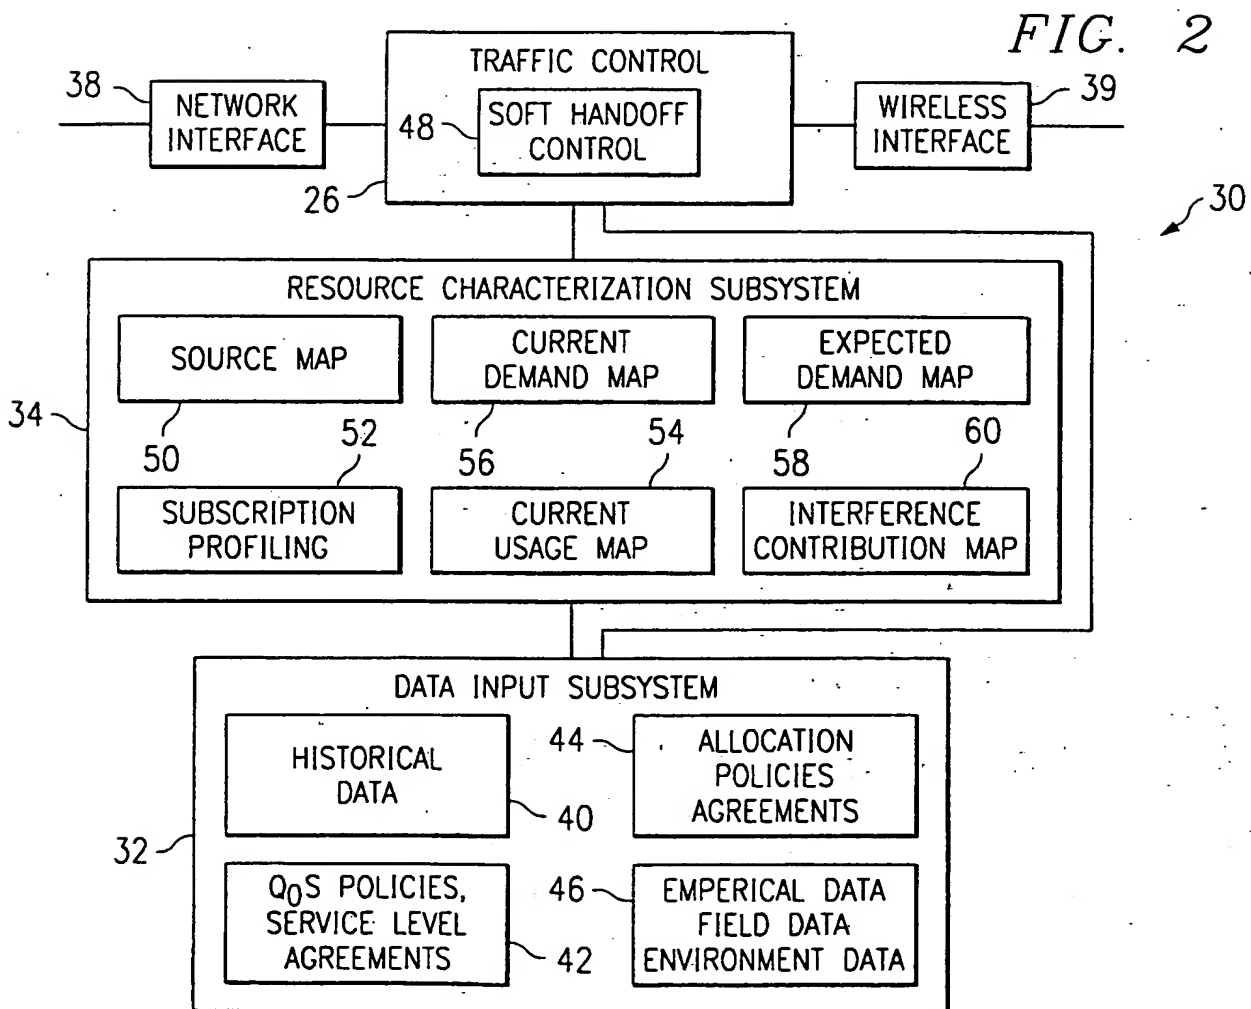 FIG. 2
TRAFFIC CONTROL
38
NETWORK
INTERFACE
48
SOFT HANDOFF
CONTROL
WIRELESS
INTERFACE
39
26
30
RESOURCE CHARACTERIZATION SUBSYSTEM
SOURCE MAP
CURRENT
DEMAND MAP
EXPECTED
DEMAND MAP
34
50
52
56
54
58
60
SUBSCRIPTION
PROFILING
CURRENT
USAGE MAP
INTERFERENCE
CONTRIBUTION MAP
DATA INPUT SUBSYSTEM
HISTORICAL
DATA
40
44
ALLOCATION
POLICIES
AGREEMENTS
32
QOS POLICIES,
SERVICE LEVEL
AGREEMENTS
42
46
EMPERICAL DATA
FIELD DATA
ENVIRONMENT DATA